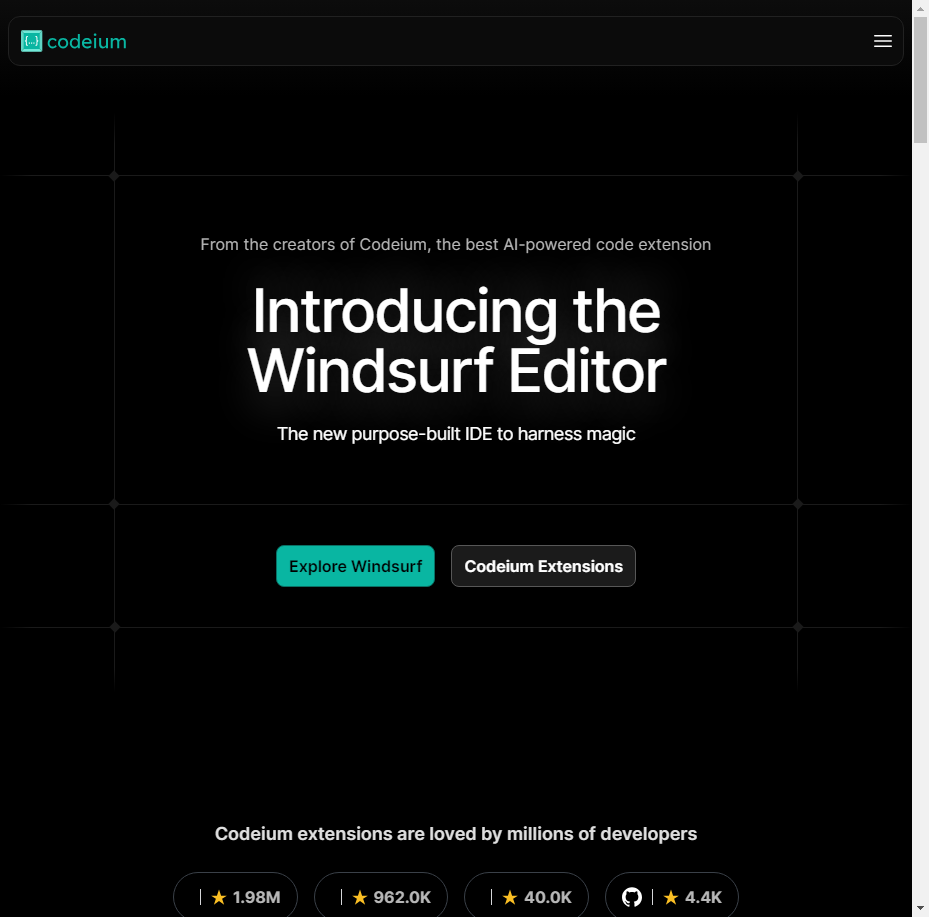 codeium
From the creators of Codeium, the best AI-powered code extension
Introducing the
Windsurf Editor
The new purpose-built IDE to harness magic
Explore Windsurf
Codeium Extensions
Codeium extensions are loved by millions of developers
1.98M
962.0K
40.0K
4.4K